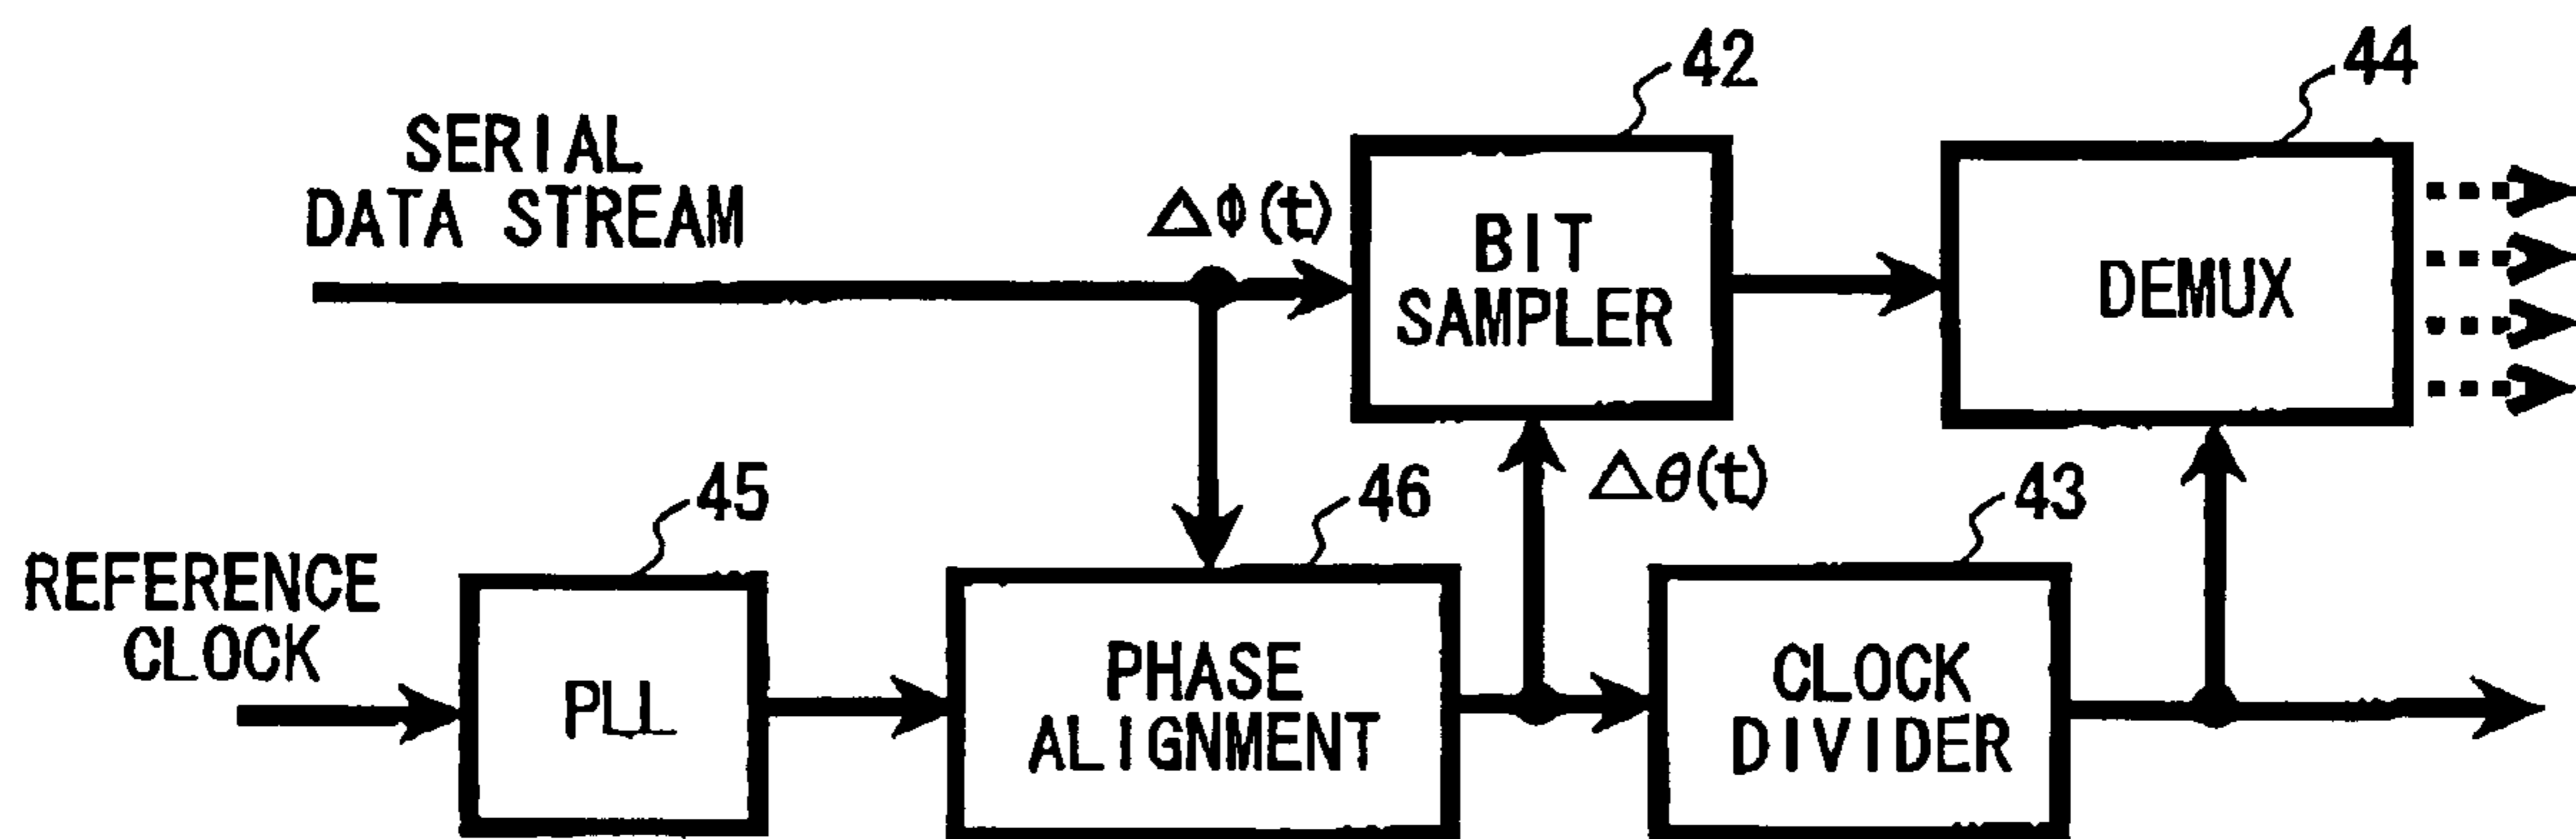 42
44
SERIAL
DATA STREAM
ΔΦ(t)
BIT
SAMPLER
DEMUX
Δθ(t)
45
46
43
REFERENCE
CLOCK
PLL
PHASE
ALIGNMENT
CLOCK
DIVIDER